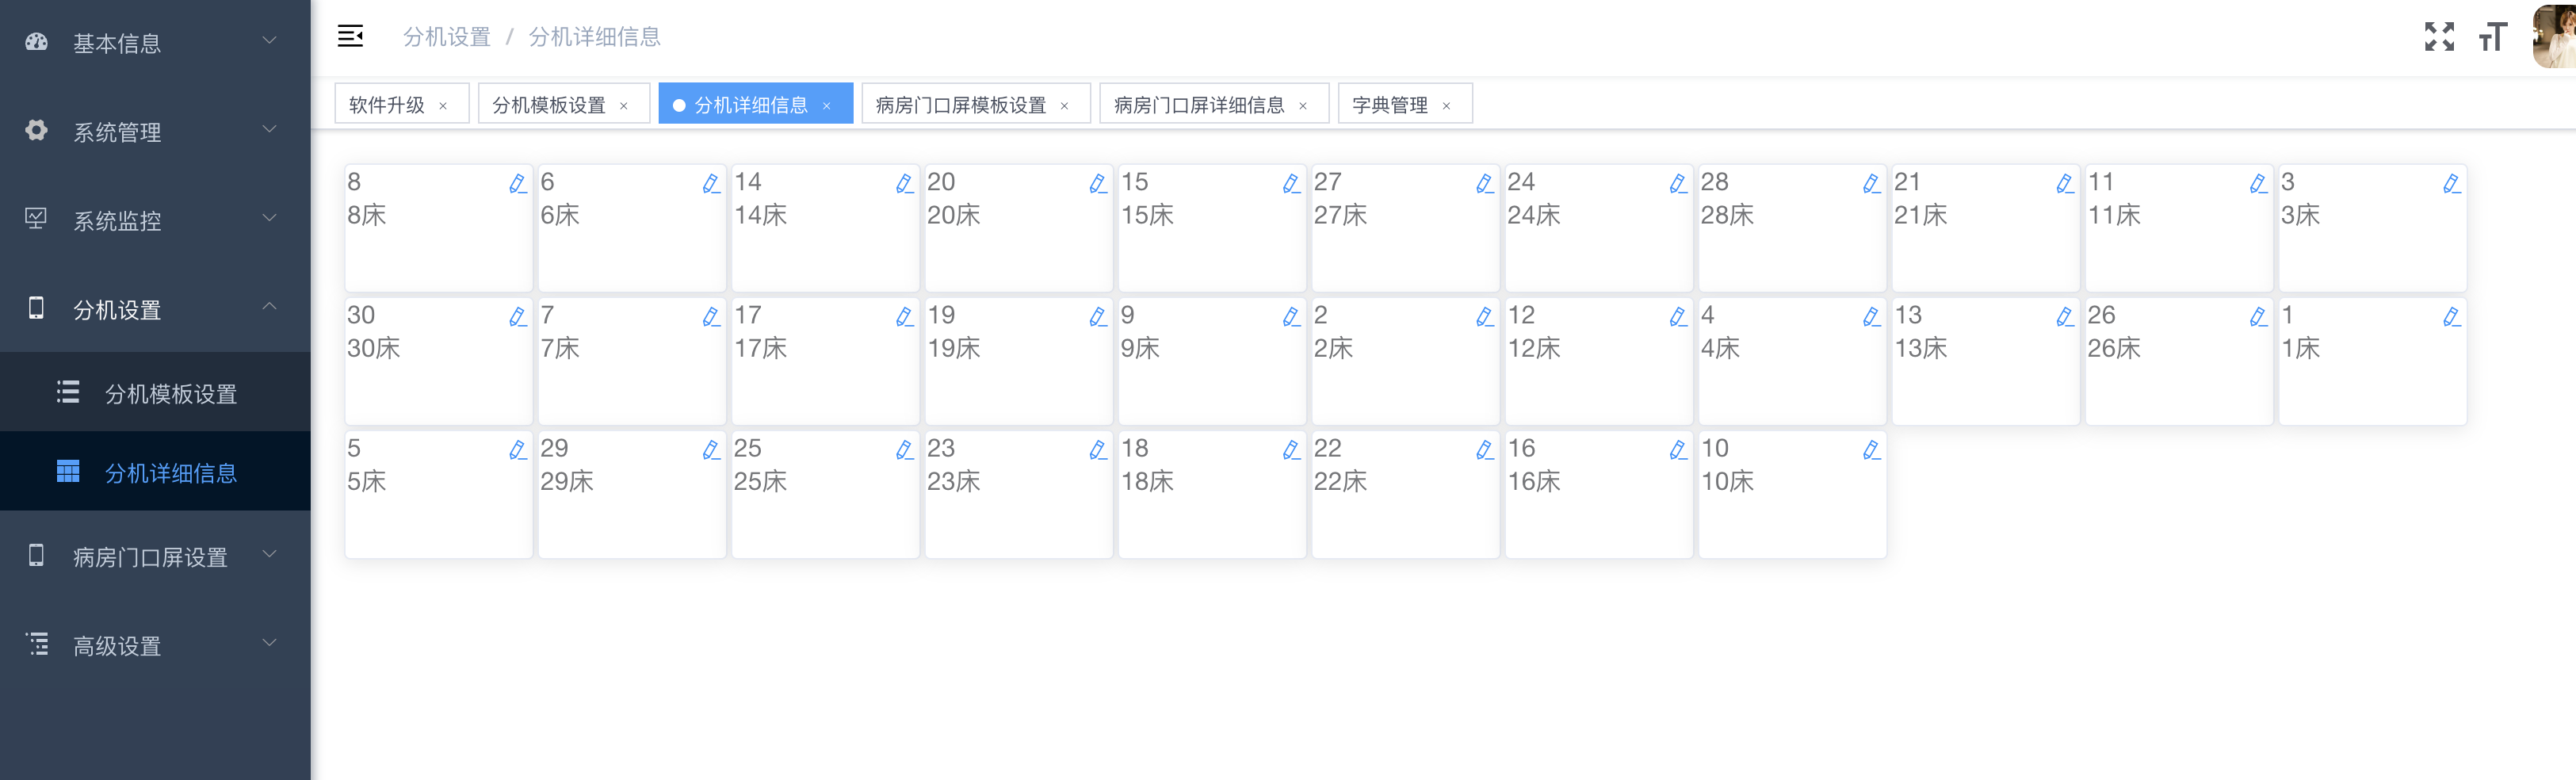 基本信息
系统管理
系统监控
分机设置
分机模板设置
分机详细信息
病房门口屏设置
高级设置
分机设置 / 分机详细信息
软件升级 × 分机模板设置 × 分机详细信息 × 病房门口屏模板设置 × 病房门口屏详细信息 × 字典管理 ×
8 6 14 20 15 27 24 28 21 11 3
8床 6床 14床 20床 15床 27床 24床 28床 21床 11床 3床
30 7 17 19 9 2 12 4 13 26 1
30床 7床 17床 19床 9床 2床 12床 4床 13床 26床 1床
5 29 25 23 18 22 16 10
5床 29床 25床 23床 18床 22床 16床 10床